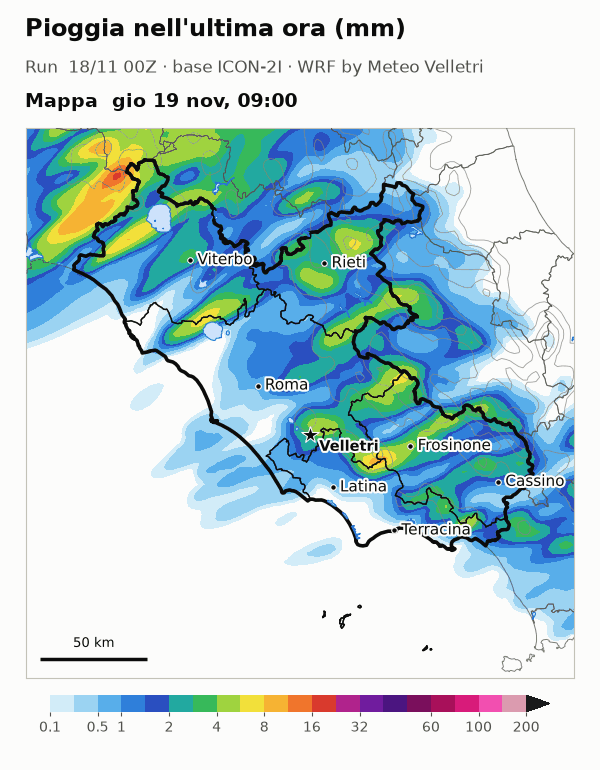 Pioggia nell'ultima ora (mm)
Run  18/11 00Z · base ICON-2I · WRF by Meteo Velletri
Mappa  gio 19 nov, 09:00
Viterbo
Rieti
Roma
Velletri
Frosinone
Cassino
Latina
Terracina
50 km
0.1 0.5 1 2 4 8 16 32 60 100 200